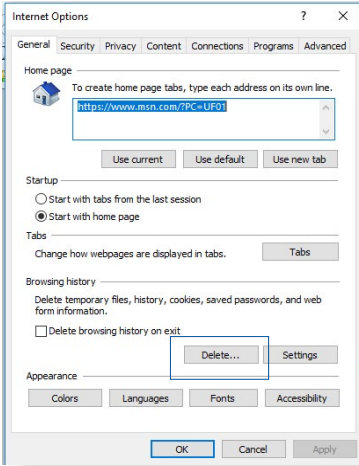 Internet Options ? X
General Security Privacy Content Connections Programs Advanced
Home page
To create home page tabs, type each address on its own line.
https://www.msn.com/?PC=UF01
Use current Use default Use new tab
Startup
Start with tabs from the last session
Start with home page
Tabs
Change how webpages are displayed in tabs. Tabs
Browsing history
Delete temporary files, history, cookies, saved passwords, and web
form information.
Delete browsing history on exit
Delete... Settings
Appearance
Colors Languages Fonts Accessibility
OK Cancel Apply